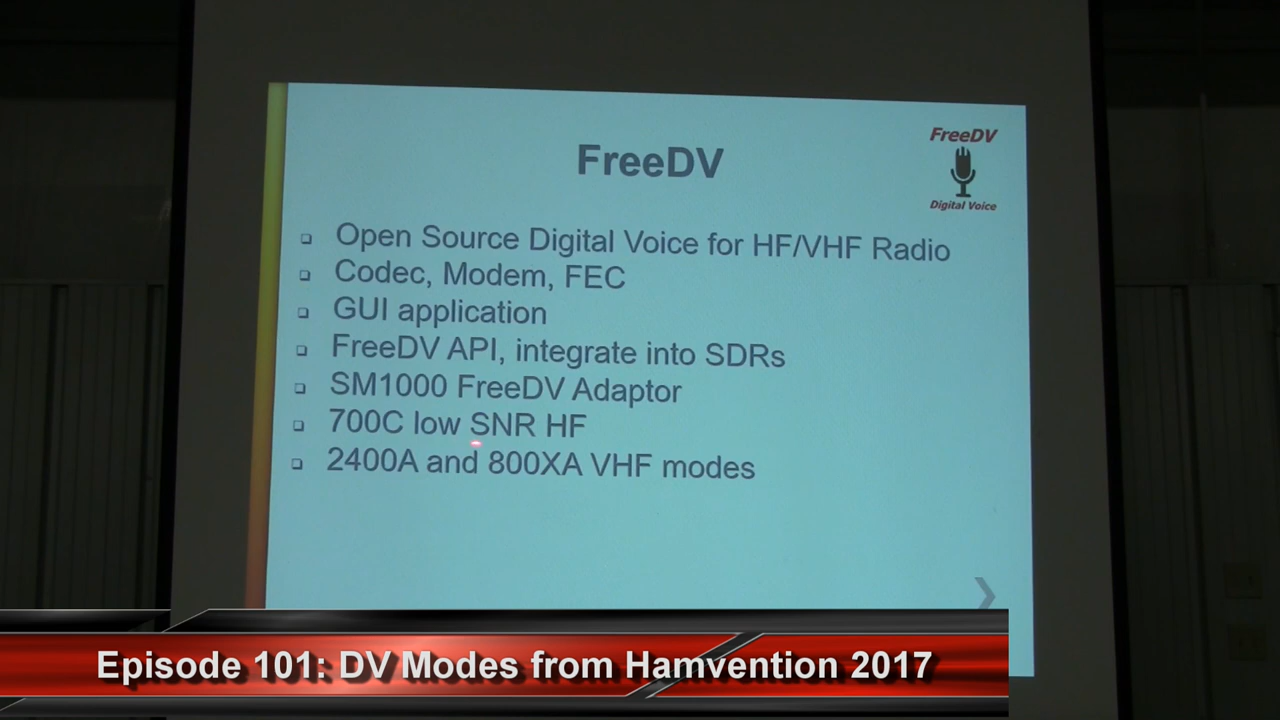 FreeDV
Digital Voice
FreeDV
Open Source Digital Voice for HF/VHF Radio
Codec, Modem, FEC
GUI application
FreeDV API, integrate into SDRs
SM1000 FreeDV Adaptor
700C low SNR HF
2400A and 800XA VHF modes
Episode 101: DV Modes from Hamvention 2017